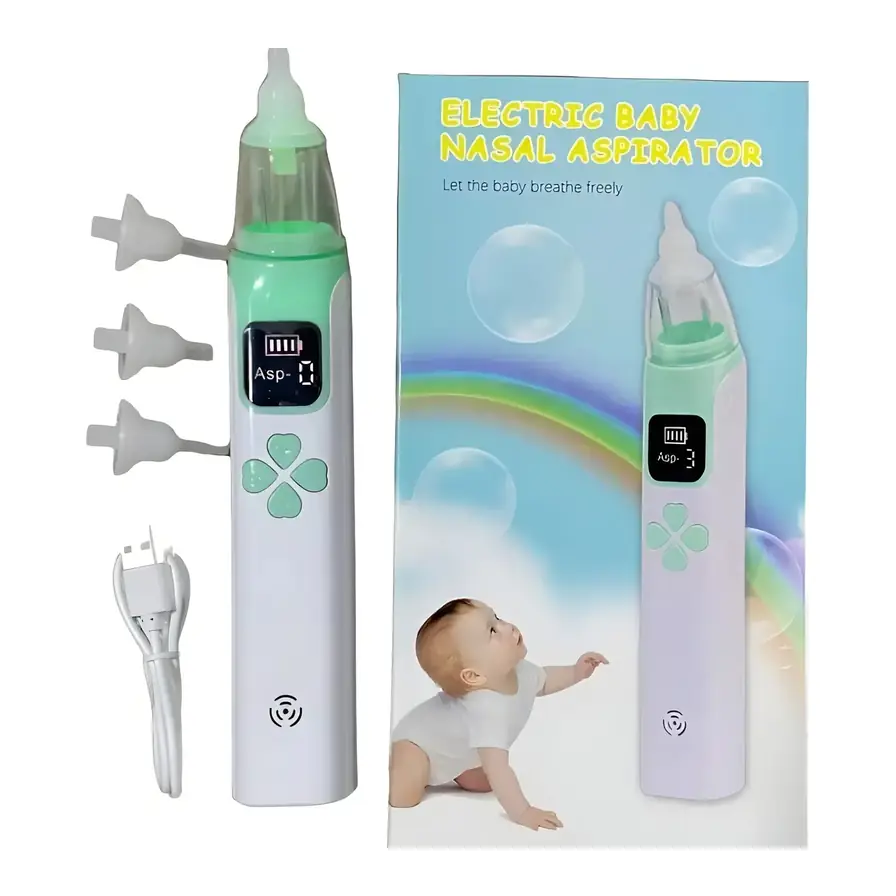 ELECTRIC BABY
NASAL ASPIRATOR
Let the baby breathe freely
Asp-0
Asp-3